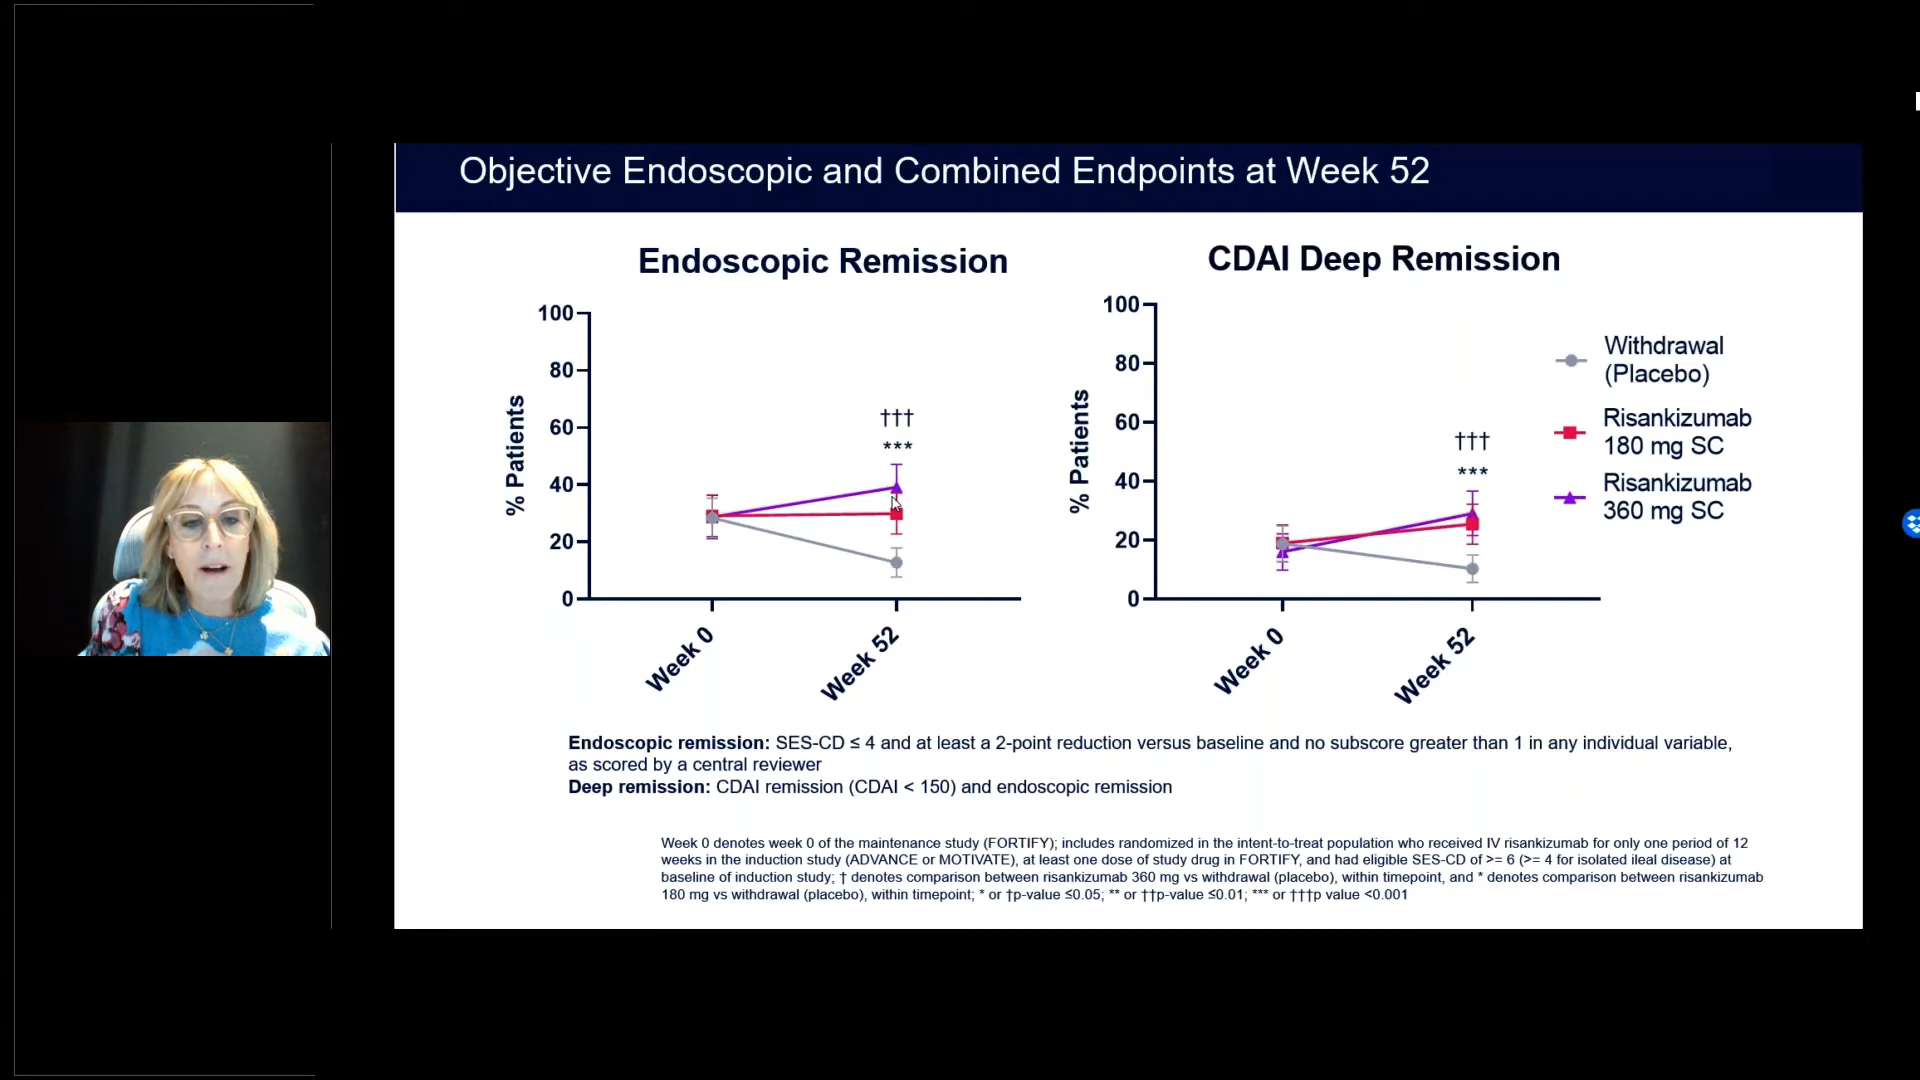 Objective Endoscopic and Combined Endpoints at Week 52
Endoscopic Remission
% Patients
100
80
60
40
20
0
†††
***
Week 0
Week 52
CDAI Deep Remission
% Patients
100
80
60
40
20
0
†††
***
Week 0
Week 52
Withdrawal
(Placebo)
Risankizumab
180 mg SC
Risankizumab
360 mg SC
Endoscopic remission: SES-CD ≤ 4 and at least a 2-point reduction versus baseline and no subscore greater than 1 in any individual variable,
as scored by a central reviewer
Deep remission: CDAI remission (CDAI < 150) and endoscopic remission
Week 0 denotes week 0 of the maintenance study (FORTIFY); includes randomized in the intent-to-treat population who received IV risankizumab for only one period of 12
weeks in the induction study (ADVANCE or MOTIVATE), at least one dose of study drug in FORTIFY, and had eligible SES-CD of >= 6 (>= 4 for isolated ileal disease) at
baseline of induction study; † denotes comparison between risankizumab 360 mg vs withdrawal (placebo), within timepoint, and * denotes comparison between risankizumab
180 mg vs withdrawal (placebo), within timepoint; * or †p-value ≤0.05; ** or ††p-value ≤0.01; *** or †††p value <0.001